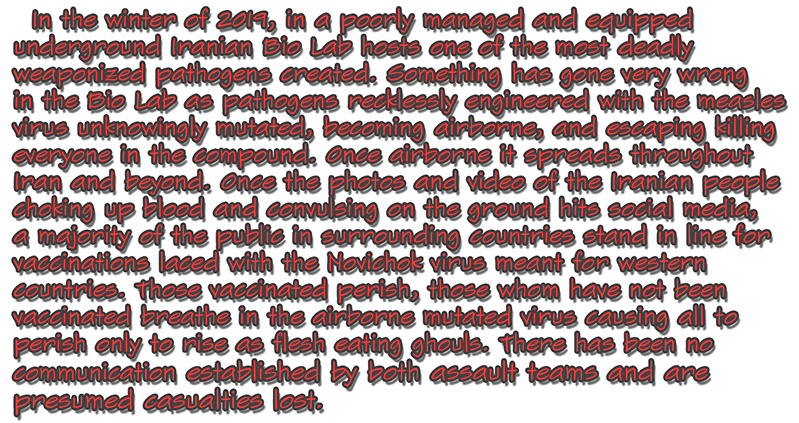 In the winter of 2019, in a poorly managed and equipped
underground Iranian Bio Lab hosts one of the most deadly
weaponized pathogens created. Something has gone very wrong
in the Bio Lab as pathogens recklessly engineered with the measles
virus unknowingly mutated, becoming airborne, and escaping killing
everyone in the compound. Once airborne it spreads throughout
Iran and beyond. Once the photos and video of the Iranian people
choking up blood and convulsing on the ground hits social media,
a majority of the public in surrounding countries stand in line for
vaccinations laced with the Novichok virus meant for western
countries. Those vaccinated perish, those whom have not been
vaccinated breathe in the airborne mutated virus causing all to
perish only to rise as flesh eating ghouls. There has been no
communication established by both assault teams and are
presumed casualties lost.